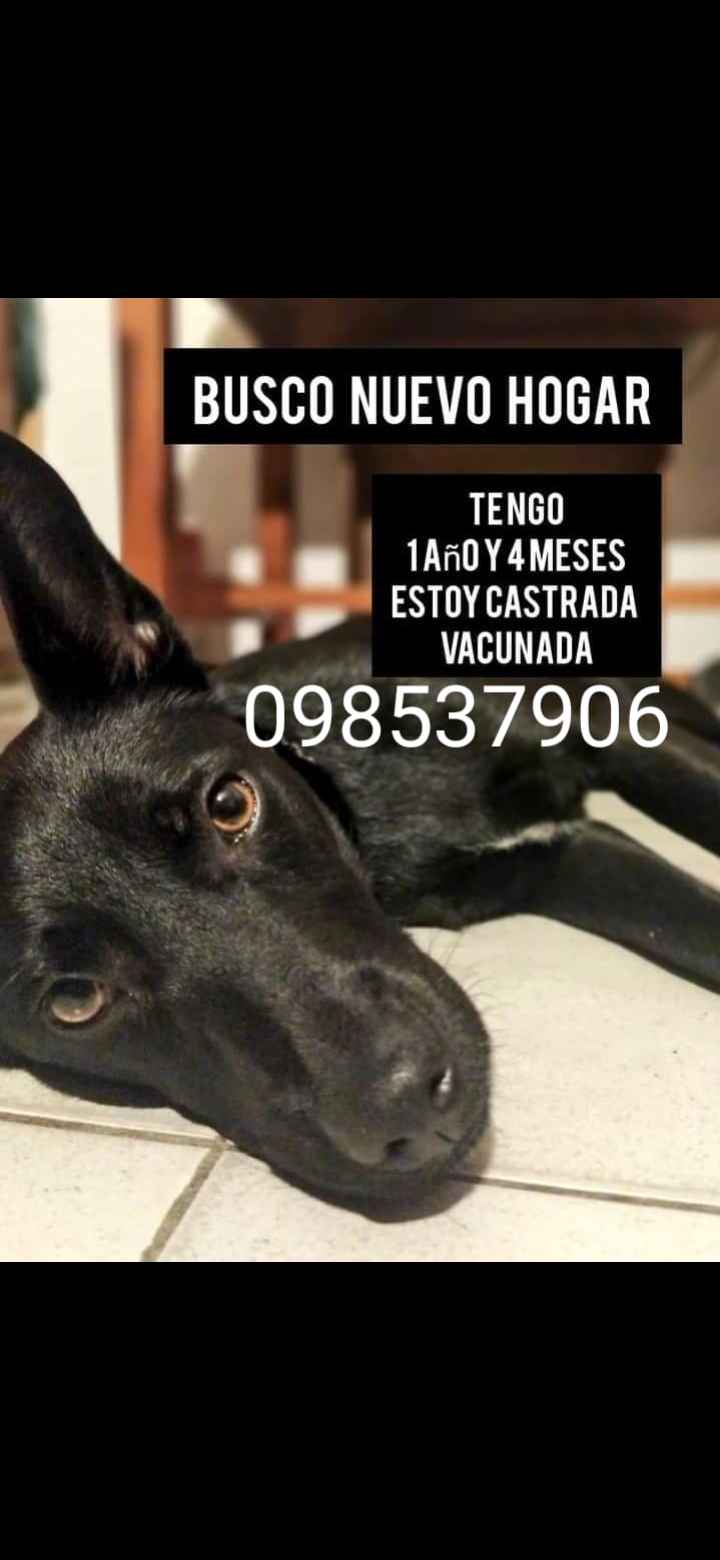 BUSCO NUEVO HOGAR
TENGO
1AñO Y 4 MESES
ESTOY CASTRADA
VACUNADA
098537906